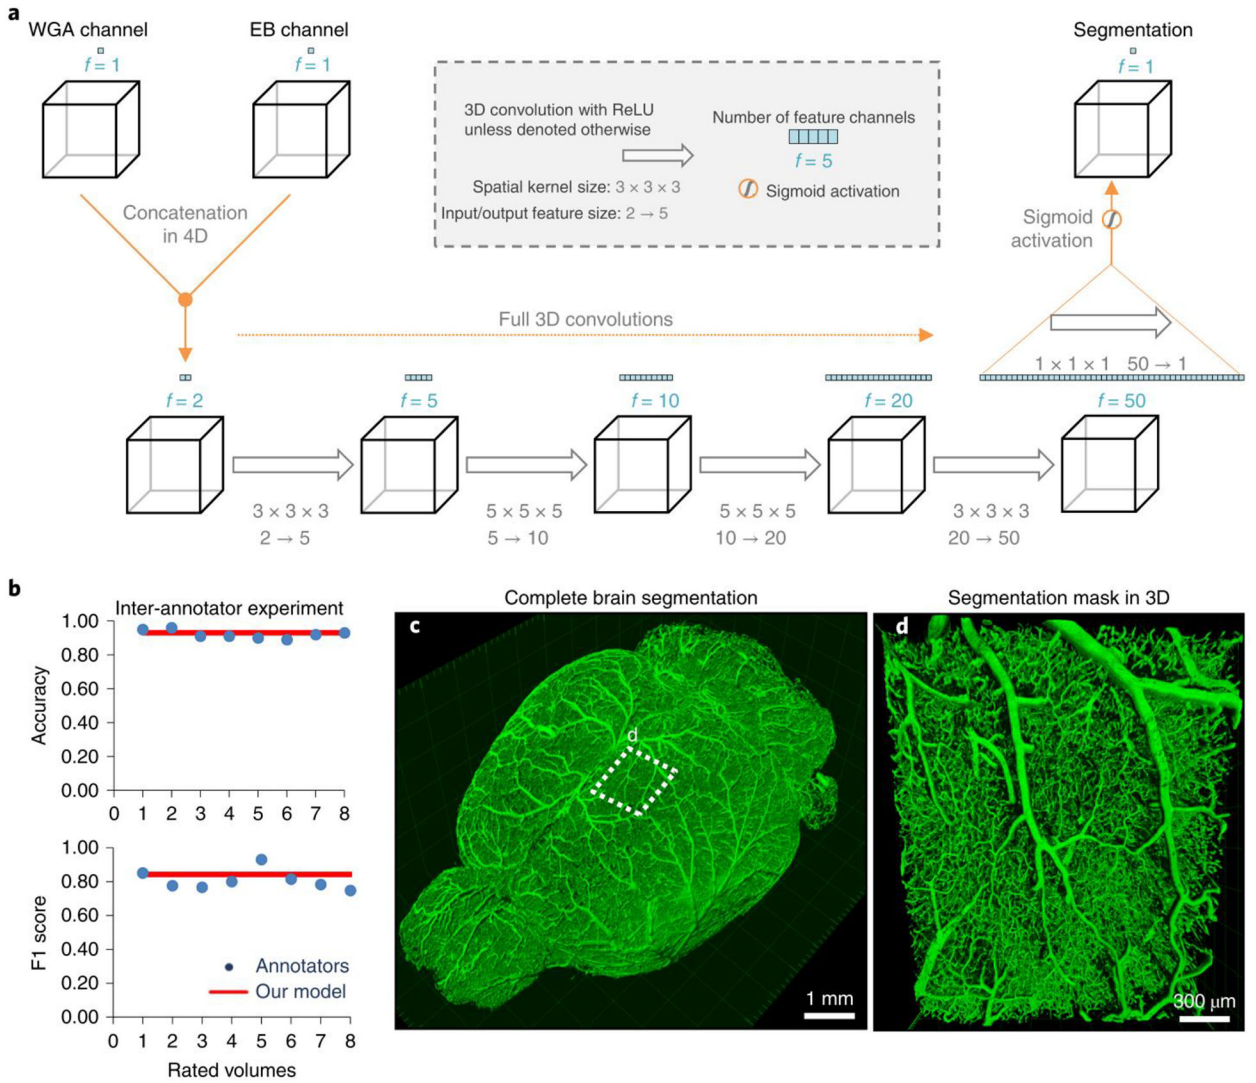 a
WGA channel
f = 1
EB channel
f = 1
Concatenation
in 4D
3D convolution with ReLU
unless denoted otherwise
Spatial kernel size: 3 × 3 × 3
Input/output feature size: 2 → 5
Number of feature channels
f = 5
Sigmoid activation
Segmentation
f = 1
Sigmoid
activation
Full 3D convolutions
1 × 1 × 1 50 → 1
f = 2
f = 5
f = 10
f = 20
f = 50
3 × 3 × 3
2 → 5
5 × 5 × 5
5 → 10
5 × 5 × 5
10 → 20
3 × 3 × 3
20 → 50
b
Inter-annotator experiment
Accuracy
1.00
0.80
0.60
0.40
0.20
0.00
0 1 2 3 4 5 6 7 8
F1 score
1.00
0.80
0.60
0.40
0.20
0.00
Annotators
Our model
0 1 2 3 4 5 6 7 8
Rated volumes
Complete brain segmentation
c
d
1 mm
Segmentation mask in 3D
d
300 μm